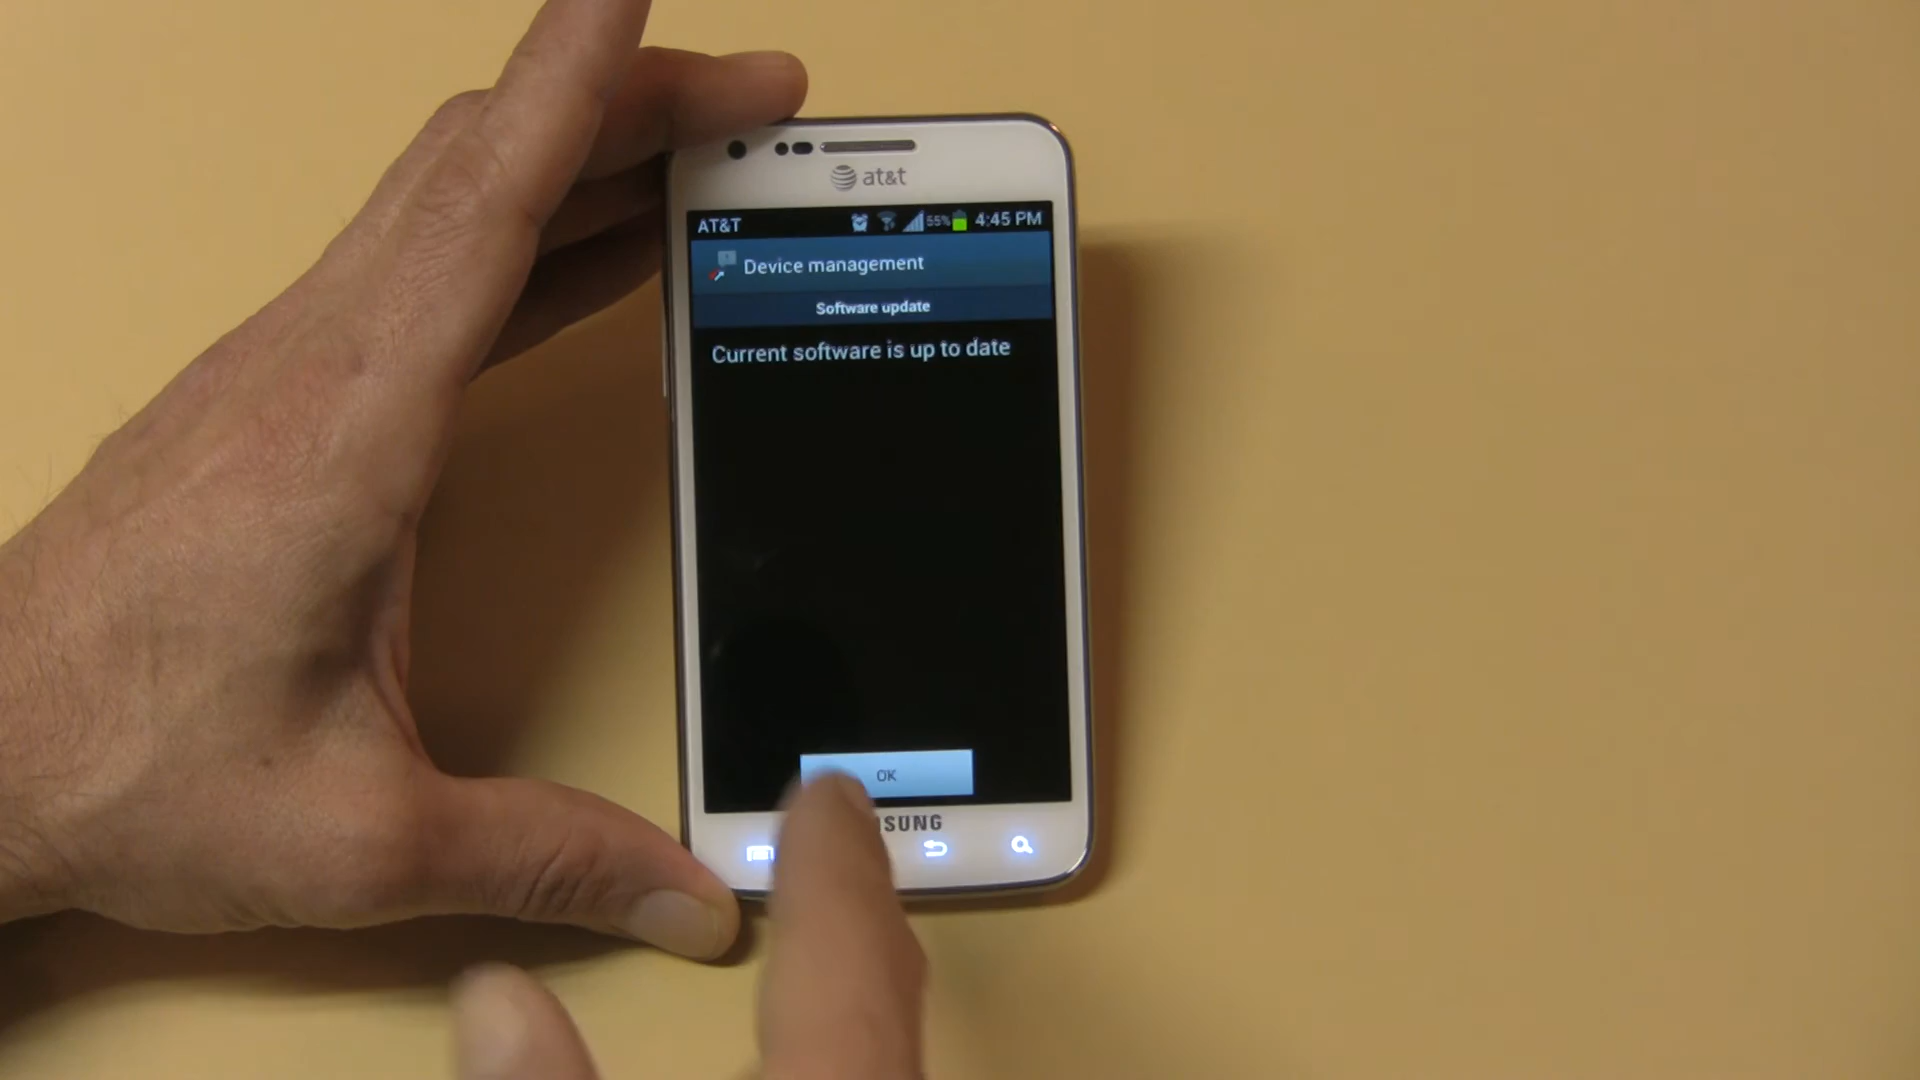 at&t
AT&T 55% 4:45 PM
Device management
Software update
Current software is up to date
OK
SUNG